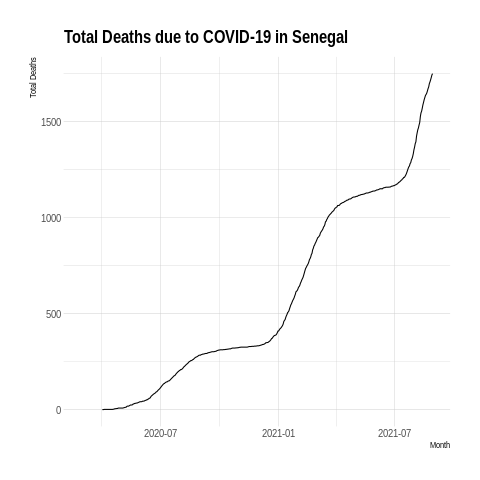 Total Deaths due to COVID-19 in Senegal
Total Deaths
1500
1000
500
0
2020-07
2021-01
2021-07
Month